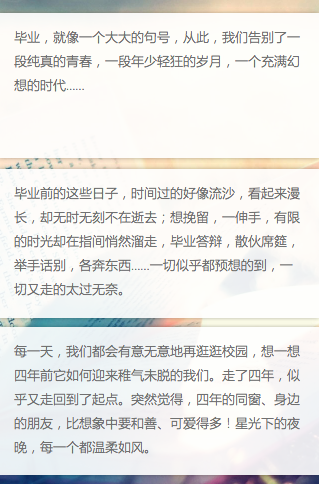 毕业，就像一个大大的句号，从此，我们告别了一
段纯真的青春，一段年少轻狂的岁月，一个充满幻
想的时代……
毕业前的这些日子，时间过的好像流沙，看起来漫
长，却无时无刻不在逝去；想挽留，一伸手，有限
的时光却在指间悄然溜走，毕业答辩，散伙席筵，
举手话别，各奔东西……一切似乎都预想的到，一
切又走的太过无奈。
每一天，我们都会有意无意地再逛逛校园，想一想
四年前它如何迎来稚气未脱的我们。走了四年，似
乎又走回到了起点。突然觉得，四年的同窗、身边
的朋友，比想象中要和善、可爱得多！星光下的夜
晚，每一个都温柔如风。